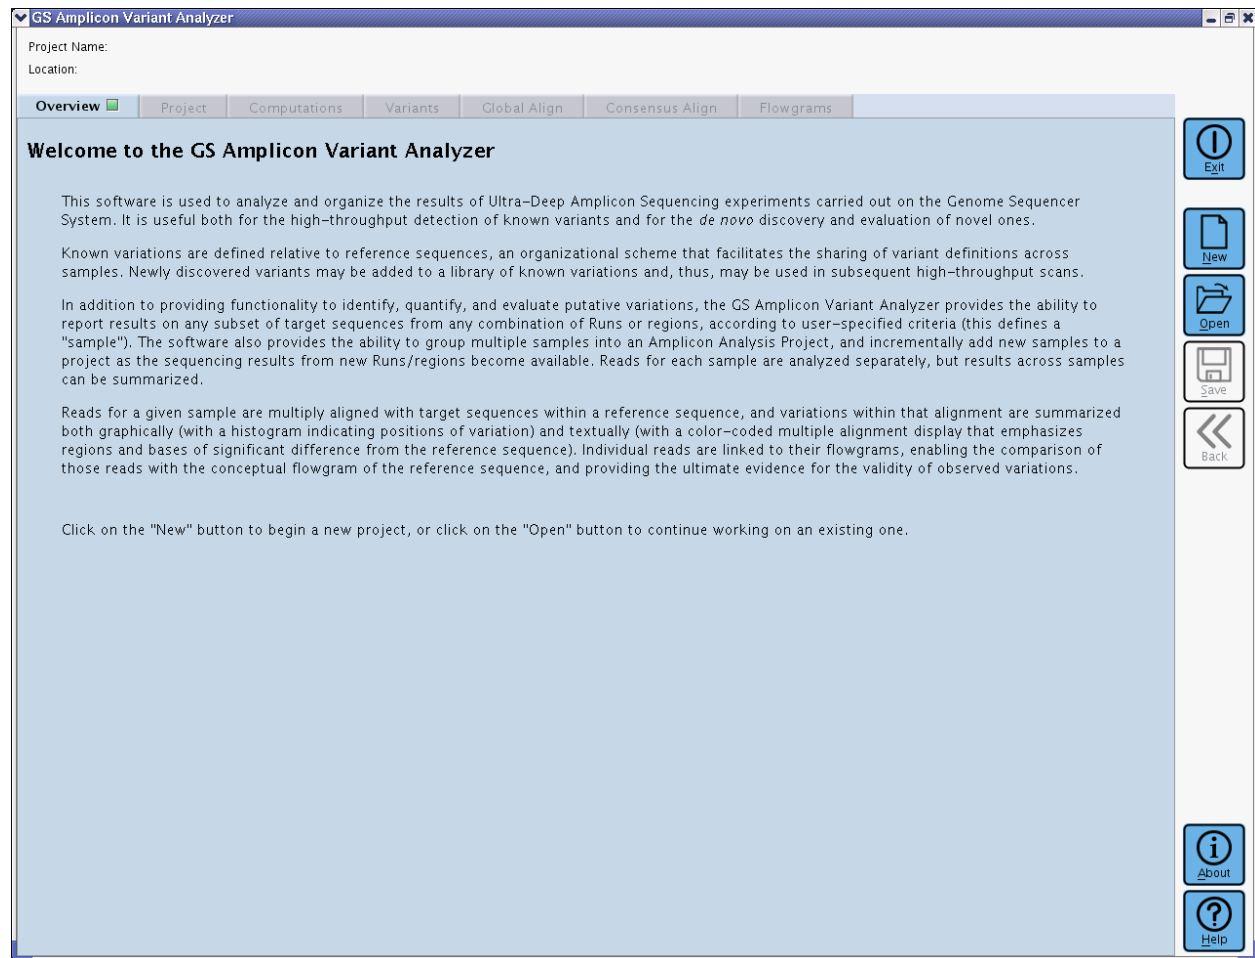 GS Amplicon Variant Analyzer
Project Name:
Location:
Overview Project Computations Variants Global Align Consensus Align Flowgrams
Welcome to the GS Amplicon Variant Analyzer
This software is used to analyze and organize the results of Ultra-Deep Amplicon Sequencing experiments carried out on the Genome Sequencer
System. It is useful both for the high-throughput detection of known variants and for the de novo discovery and evaluation of novel ones.
Known variations are defined relative to reference sequences, an organizational scheme that facilitates the sharing of variant definitions across
samples. Newly discovered variants may be added to a library of known variations and, thus, may be used in subsequent high-throughput scans.
In addition to providing functionality to identify, quantify, and evaluate putative variations, the GS Amplicon Variant Analyzer provides the ability to
report results on any subset of target sequences from any combination of Runs or regions, according to user-specified criteria (this defines a
"sample"). The software also provides the ability to group multiple samples into an Amplicon Analysis Project, and incrementally add new samples to a
project as the sequencing results from new Runs/regions become available. Reads for each sample are analyzed separately, but results across samples
can be summarized.
Reads for a given sample are multiply aligned with target sequences within a reference sequence, and variations within that alignment are summarized
both graphically (with a histogram indicating positions of variation) and textually (with a color-coded multiple alignment display that emphasizes
regions and bases of significant difference from the reference sequence). Individual reads are linked to their flowgrams, enabling the comparison of
those reads with the conceptual flowgram of the reference sequence, and providing the ultimate evidence for the validity of observed variations.
Click on the "New" button to begin a new project, or click on the "Open" button to continue working on an existing one.
Exit
New
Open
Save
Back
About
Help